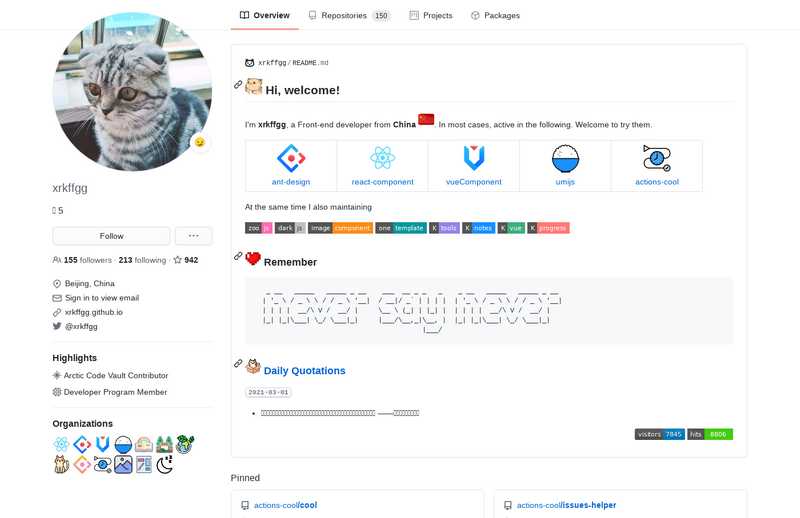 Overview
Repositories 150
Projects
Packages
xrkffgg
5
Follow
155 followers · 213 following · 942
Beijing, China
Sign in to view email
xrkffgg.github.io
@xrkffgg
Highlights
Arctic Code Vault Contributor
Developer Program Member
Organizations
xrkffgg/README.md
Hi, welcome!
I'm xrkffgg, a Front-end developer from China . In most cases, active in the following. Welcome to try them.
ant-design
react-component
vueComponent
umijs
actions-cool
At the same time I also maintaining
zoo js
dark js
image component
one template
K tools
K notes
K vue
K progress
Remember
never say never
Daily Quotations
2021-03-01
visitors 7845
hits 8806
Pinned
actions-cool/cool
actions-cool/issues-helper